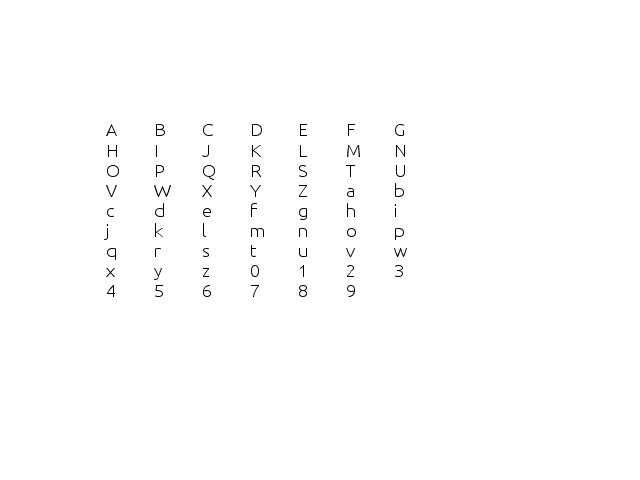 A B C D E F G
H I J K L M N
O P Q R S T U
V W X Y Z a b
c d e f g h i
j k l m n o p
q r s t u v w
x y z 0 1 2 3
4 5 6 7 8 9